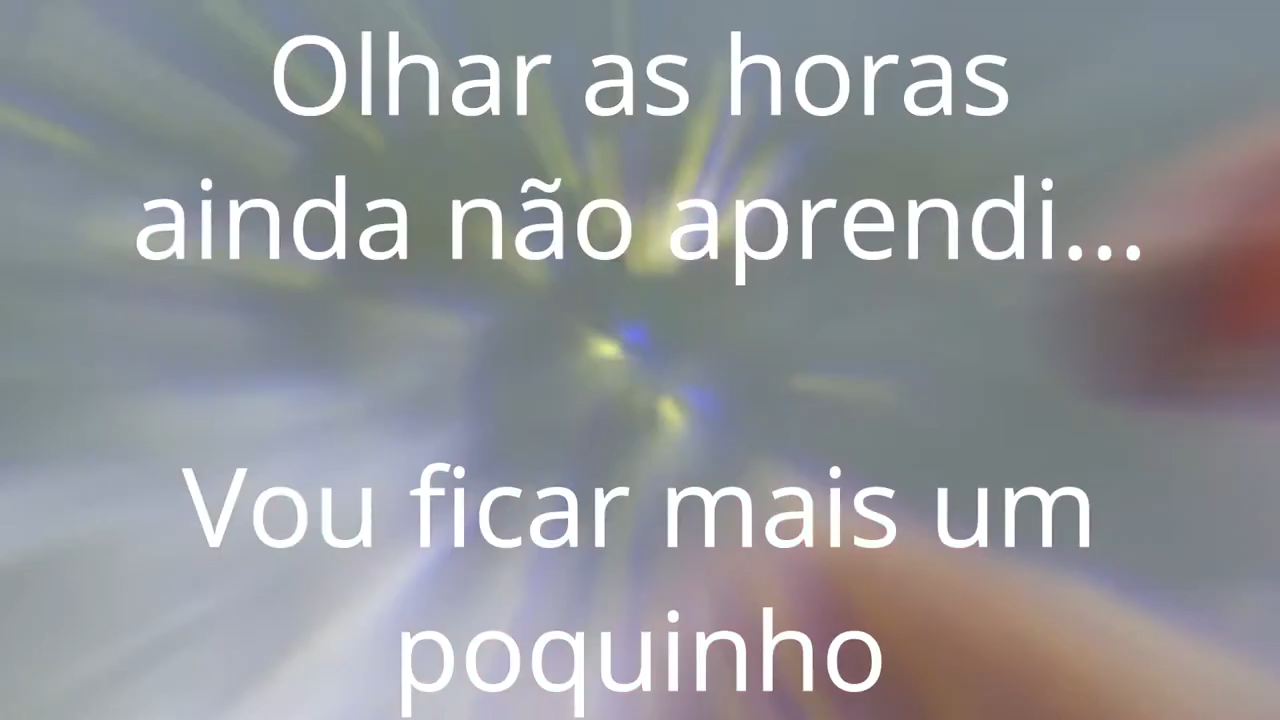 Olhar as horas
ainda não aprendi...
Vou ficar mais um
poquinho